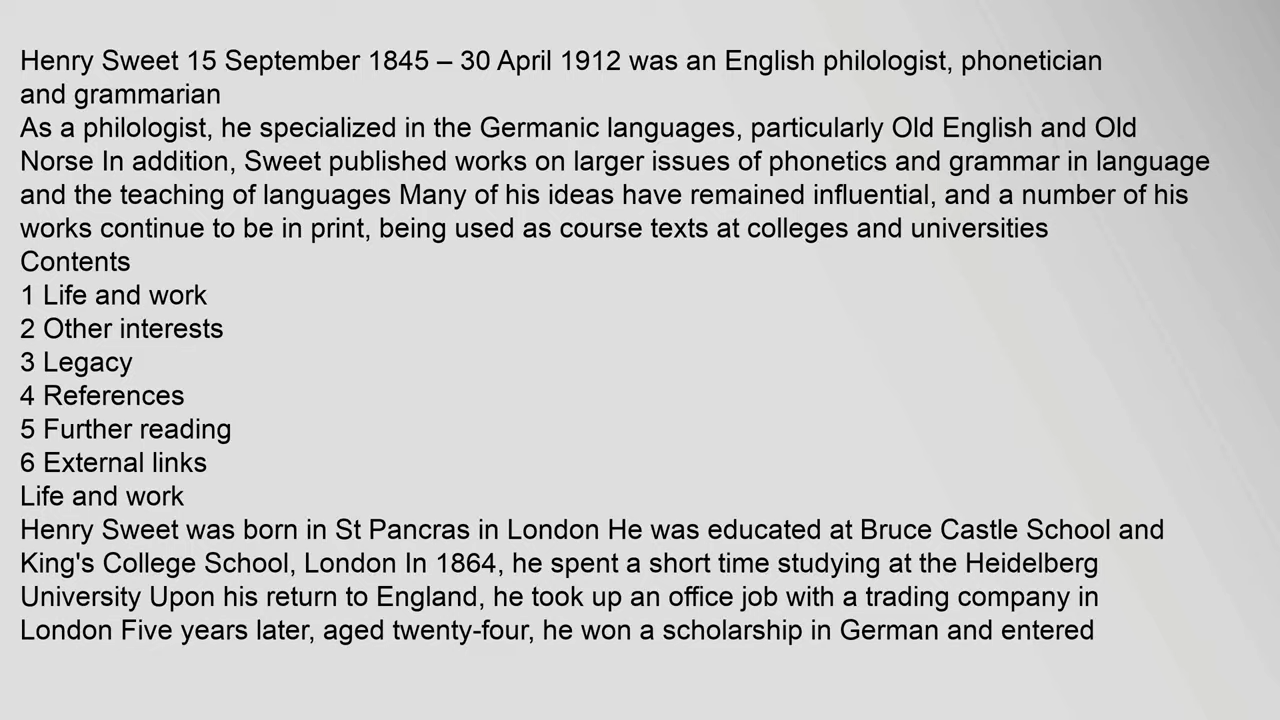 Henry Sweet 15 September 1845 – 30 April 1912 was an English philologist, phonetician
and grammarian
As a philologist, he specialized in the Germanic languages, particularly Old English and Old
Norse In addition, Sweet published works on larger issues of phonetics and grammar in language
and the teaching of languages Many of his ideas have remained influential, and a number of his
works continue to be in print, being used as course texts at colleges and universities
Contents
1 Life and work
2 Other interests
3 Legacy
4 References
5 Further reading
6 External links
Life and work
Henry Sweet was born in St Pancras in London He was educated at Bruce Castle School and
King's College School, London In 1864, he spent a short time studying at the Heidelberg
University Upon his return to England, he took up an office job with a trading company in
London Five years later, aged twenty-four, he won a scholarship in German and entered